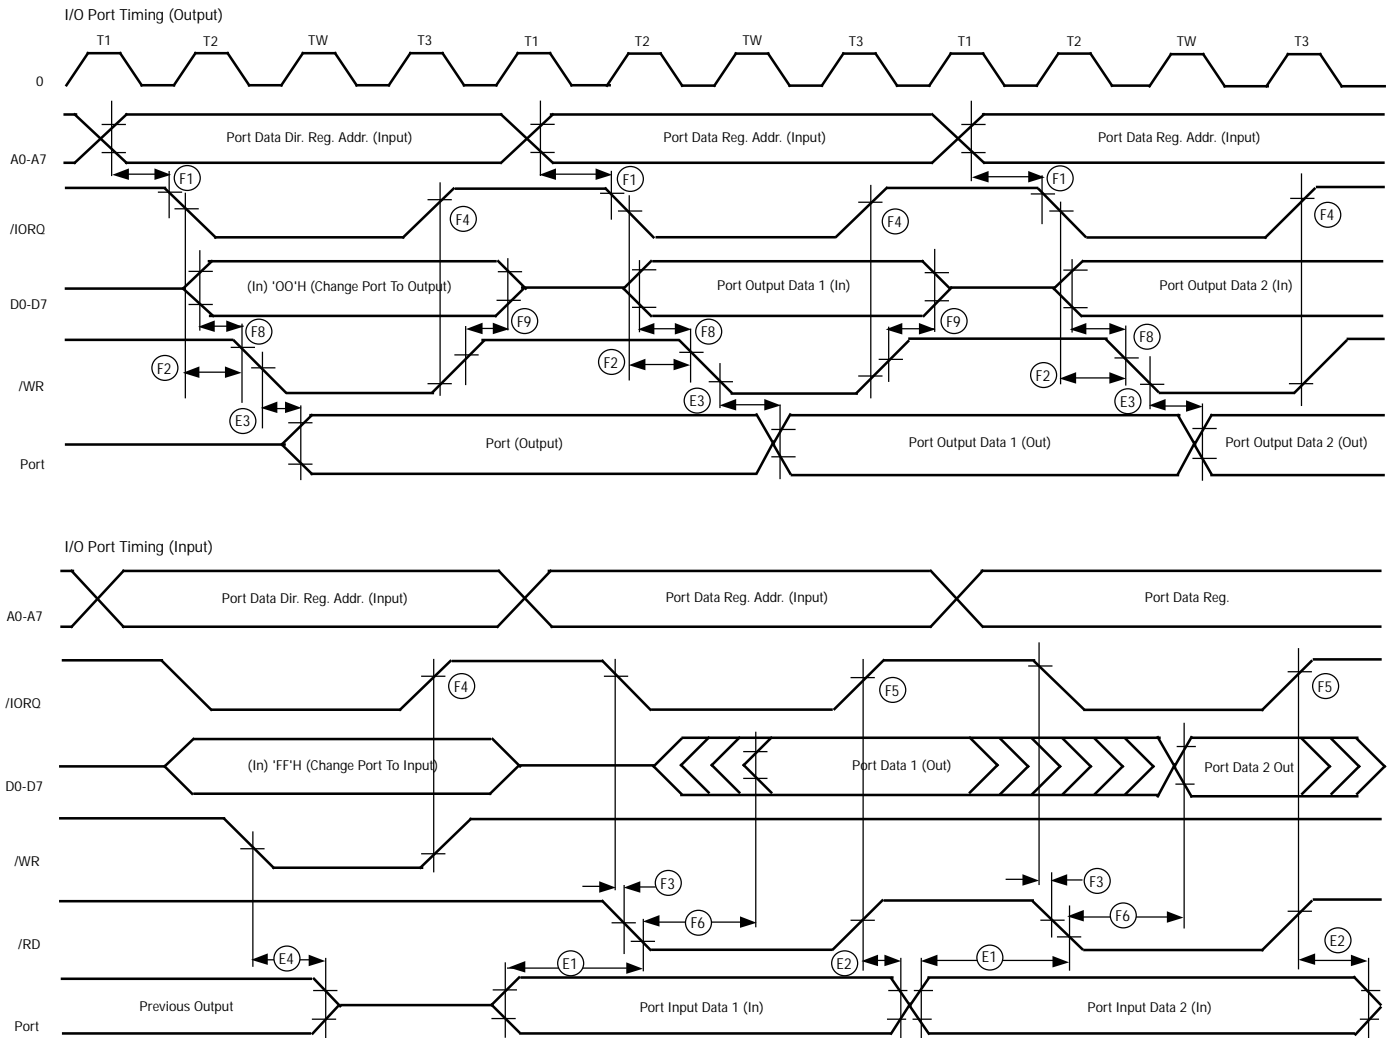 I/O Port Timing (Output)
T1 T2 TW T3 T1 T2 TW T3 T1 T2 TW T3
0
Port Data Dir. Reg. Addr. (Input) Port Data Reg. Addr. (Input) Port Data Reg. Addr. (Input)
A0-A7
F1 F1 F1
F4 F4 F4
/IORQ
(In) 'OO'H (Change Port To Output) Port Output Data 1 (In) Port Output Data 2 (In)
D0-D7
F8 F9 F8 F9 F8
F2 F2 F2
/WR
E3 E3 E3
Port (Output) Port Output Data 1 (Out) Port Output Data 2 (Out)
Port
I/O Port Timing (Input)
Port Data Dir. Reg. Addr. (Input) Port Data Reg. Addr. (Input) Port Data Reg.
A0-A7
F4 F5 F5
/IORQ
(In) 'FF'H (Change Port To Input) Port Data 1 (Out) Port Data 2 Out
D0-D7
/WR
F3 F3
F6 F6
/RD
E4 E1 E2 E1 E2
Previous Output Port Input Data 1 (In) Port Input Data 2 (In)
Port